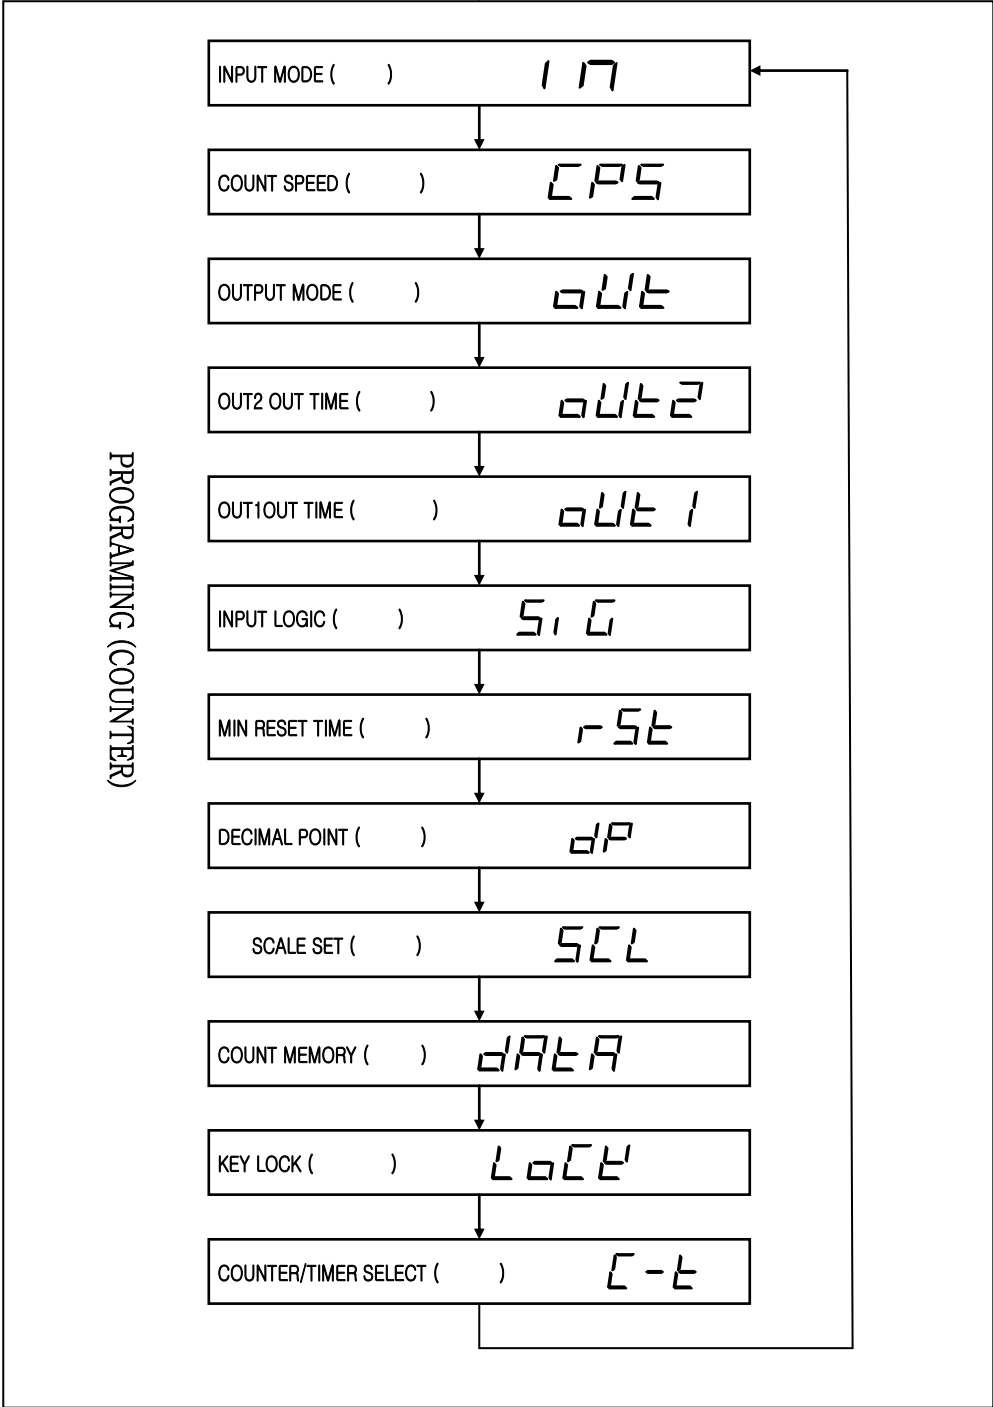 INPUT MODE (      ) In
COUNT SPEED (      ) CPS
OUTPUT MODE (      ) oUt
OUT2 OUT TIME (      ) oUt2
OUT1OUT TIME (      ) oUt1
INPUT LOGIC (      ) SiG
MIN RESET TIME (      ) rSt
DECIMAL POINT (      ) dP
SCALE SET (      ) SCL
COUNT MEMORY (      ) dAtA
KEY LOCK (      ) LoCk
COUNTER/TIMER SELECT (      ) C-t
PROGRAMING (COUNTER)